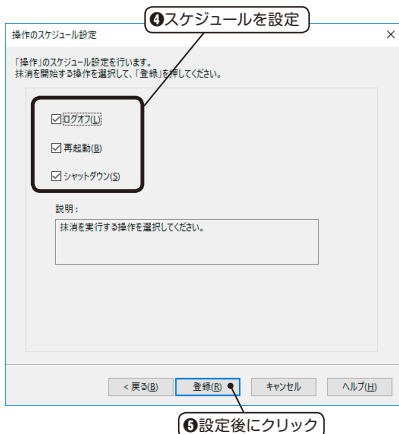 ❹スケジュールを設定
操作のスケジュール設定
×
「操作」のスケジュール設定を行います。
抹消を開始する操作を選択して、「登録」を押してください。
ログオフ(L)
再起動(R)
シャットダウン(S)
説明：
抹消を実行する操作を選択してください。
< 戻る(B) 登録(R) キャンセル ヘルプ(H)
❺設定後にクリック